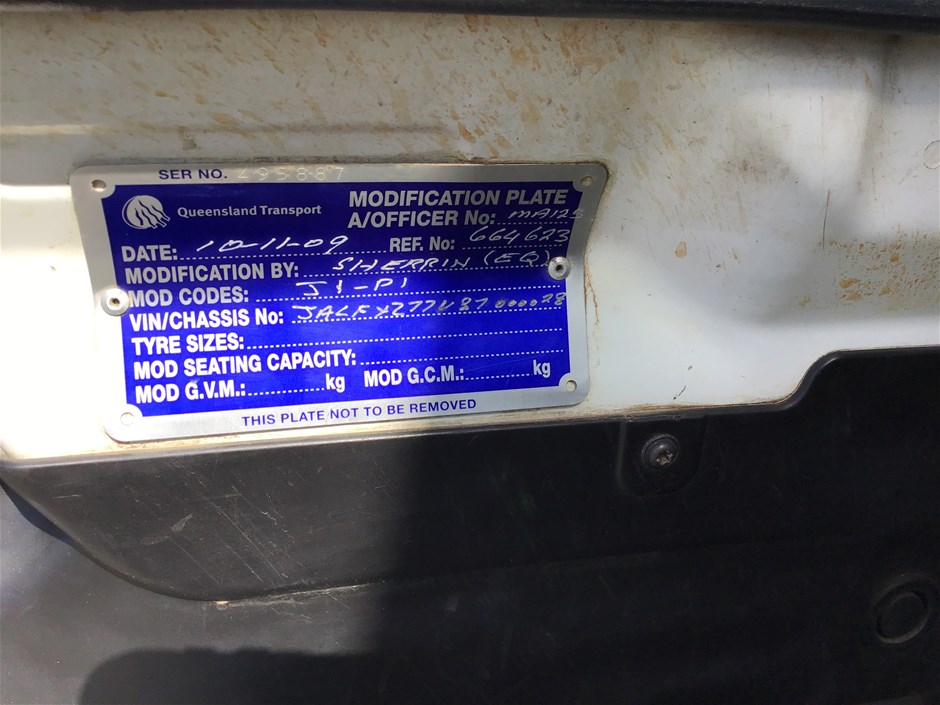 SER NO. 495887
Queensland Transport
MODIFICATION PLATE
A/OFFICER No: MA125
DATE: 10-11-09 REF. No: 664623
MODIFICATION BY: SHERRIN (EQ)
MOD CODES: J1-P1
VIN/CHASSIS No:
TYRE SIZES:
MOD SEATING CAPACITY:
MOD G.V.M.: kg MOD G.C.M.: kg
THIS PLATE NOT TO BE REMOVED